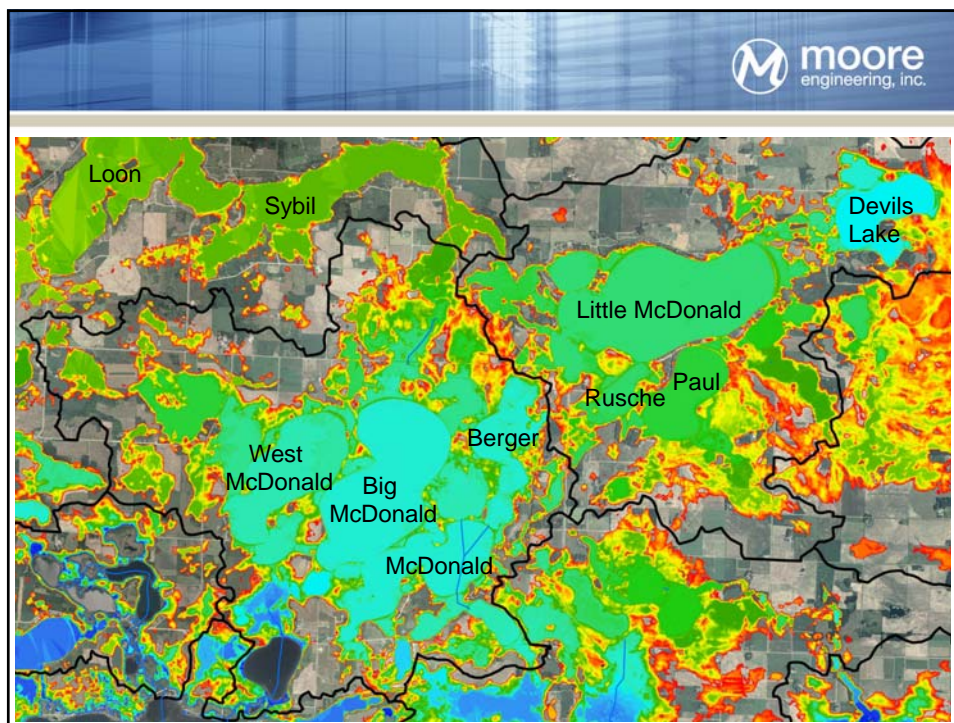 moore
engineering, inc.
Loon
Sybil
Devils
Lake
Little McDonald
Rusche
Paul
Berger
West
McDonald
Big
McDonald
McDonald